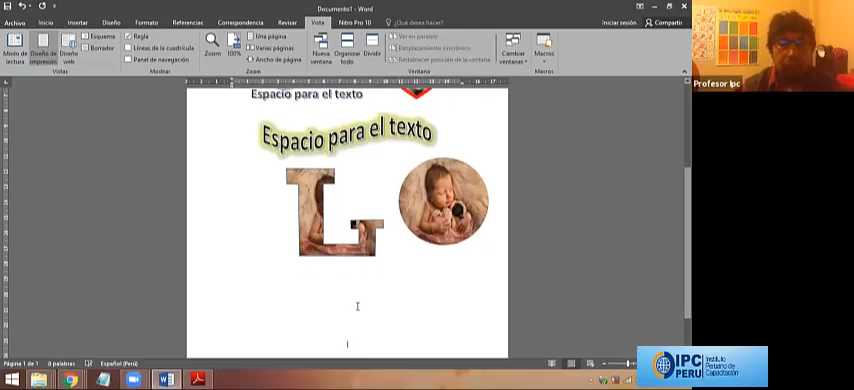 Documento1 - Word
Archivo Inicio Insertar Diseño Formato Referencias Correspondencia Revisar Vista Nitro Pro 10 ¿Qué desea hacer? Iniciar sesión Compartir
Modo de lectura
Diseño de impresión
Diseño web
Esquema
Borrador
Vistas
Regla
Líneas de la cuadrícula
Panel de navegación
Mostrar
Zoom
100%
Una página
Varias páginas
Ancho de página
Zoom
Nueva ventana
Organizar todo
Dividir
Ver en paralelo
Desplazamiento sincrónico
Restablecer posición de la ventana
Ventana
Cambiar ventanas
Macros
Macros
Profesor Ipc
Espacio para el texto
Espacio para el texto
Página 1 de 1 8 palabras Español (Perú)
IPC PERU
Instituto
Peruano de
Capacitación